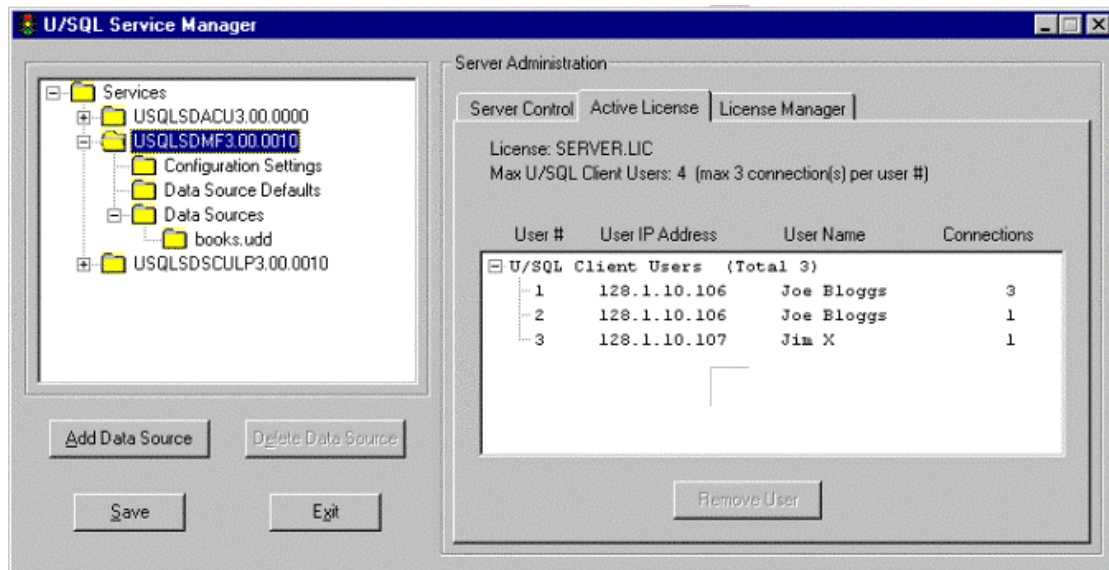 U/SQL Service Manager
Services
USQLSDACU3.00.0000
USQLSDMF3.00.0010
Configuration Settings
Data Source Defaults
Data Sources
books.udd
USQLSDSCULP3.00.0010
Add Data Source
Delete Data Source
Save
Exit
Server Administration
Server Control Active License License Manager
License: SERVER.LIC
Max U/SQL Client Users: 4 (max 3 connection(s) per user #)
User # User IP Address User Name Connections
U/SQL Client Users (Total 3)
1 128.1.10.106 Joe Bloggs 3
2 128.1.10.106 Joe Bloggs 1
3 128.1.10.107 Jim X 1
Remove User